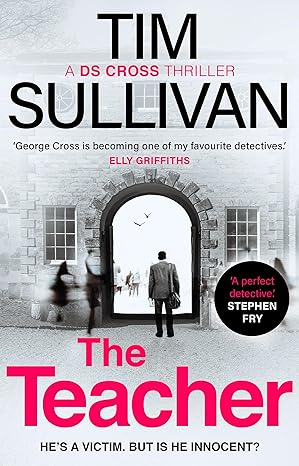 TIM
A DS CROSS THRILLER
SULLIVAN
‘George Cross is becoming one of my favourite detectives.’
ELLY GRIFFITHS
‘A perfect
detective.’
STEPHEN
FRY
The
Teacher
HE'S A VICTIM. BUT IS HE INNOCENT?